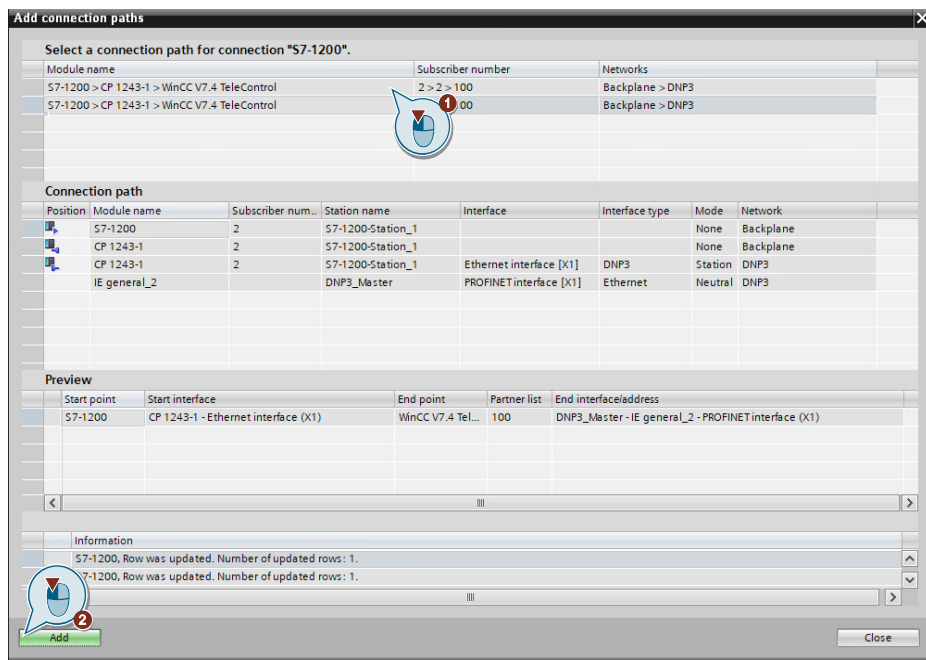 Add connection paths
Select a connection path for connection "S7-1200".
Module name Subscriber number Networks
S7-1200 > CP 1243-1 > WinCC V7.4 TeleControl 2 > 2 > 100 Backplane > DNP3
S7-1200 > CP 1243-1 > WinCC V7.4 TeleControl 00 Backplane > DNP3
1
Connection path
Position Module name Subscriber num.. Station name Interface Interface type Mode Network
S7-1200 2 S7-1200-Station_1 None Backplane
CP 1243-1 2 S7-1200-Station_1 None Backplane
CP 1243-1 2 S7-1200-Station_1 Ethernet interface [X1] DNP3 Station DNP3
IE general_2 DNP3_Master PROFINET interface [X1] Ethernet Neutral DNP3
Preview
Start point Start interface End point Partner list End interface/address
S7-1200 CP 1243-1 - Ethernet interface (X1) WinCC V7.4 Tel... 100 DNP3_Master - IE general_2 - PROFINET interface (X1)
Information
S7-1200, Row was updated. Number of updated rows: 1.
7-1200, Row was updated. Number of updated rows: 1.
2
Add Close